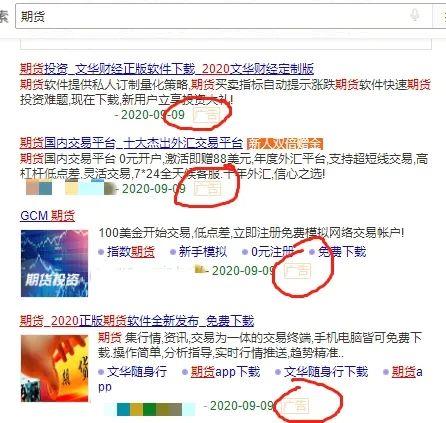 索 期货
期货投资_文华财经正版软件下载_2020文华财经定制版
期货软件提供私人订制量化策略,期货买卖指标自动提示涨跌期货软件快速期货
投资难题,现在下载,新用户立享投资大礼!
- 2020-09-09 广告
期货国内交易平台_十大杰出外汇交易平台 新人双倍赠金
期货国内交易平台 0元开户,激活即赠88美元,年度外汇平台,支持超短线交易,高
杠杆低点差,灵活交易,7*24全天候客服.十年外汇,信心之选!
- 2020-09-09 广告
GCM 期货
100美金开始交易,低点差,立即注册免费模拟网络交易帐户!
指数期货 新手模拟 0元注册 免费下载
期货投资
- 2020-09-09 广告
期货_2020正版期货软件全新发布_免费下载
期货 集行情,资讯,交易为一体的交易终端,手机电脑皆可免费下
载.操作简单,分析指导,实时行情推送,趋势精准..
文华随身行 期货app下载 文华随身行下载 期货a
pp
- 2020-09-09 广告